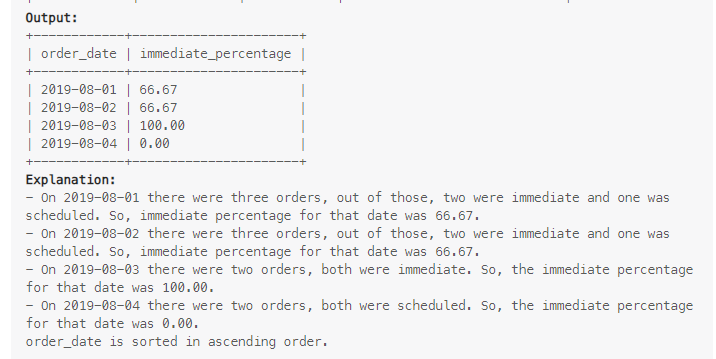 Output:
+------------+----------------------+
| order_date | immediate_percentage |
+------------+----------------------+
| 2019-08-01 | 66.67                |
| 2019-08-02 | 66.67                |
| 2019-08-03 | 100.00               |
| 2019-08-04 | 0.00                 |
+------------+----------------------+
Explanation:
- On 2019-08-01 there were three orders, out of those, two were immediate and one was
scheduled. So, immediate percentage for that date was 66.67.
- On 2019-08-02 there were three orders, out of those, two were immediate and one was
scheduled. So, immediate percentage for that date was 66.67.
- On 2019-08-03 there were two orders, both were immediate. So, the immediate percentage
for that date was 100.00.
- On 2019-08-04 there were two orders, both were scheduled. So, the immediate percentage
for that date was 0.00.
order_date is sorted in ascending order.